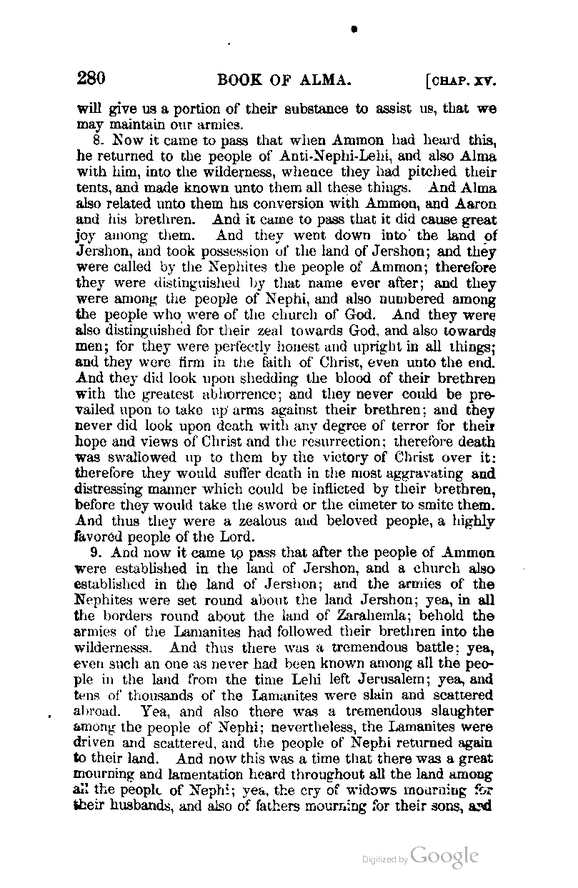 280 BOOK OF ALMA. [CHAP. XV.
will give us a portion of their substance to assist us, that we
may maintain our armies.
8. Now it came to pass that when Ammon had heard this,
he returned to the people of Anti-Nephi-Lehi, and also Alma
with him, into the wilderness, whence they had pitched their
tents, and made known unto them all these things. And Alma
also related unto them his conversion with Ammon, and Aaron
and his brethren. And it came to pass that it did cause great
joy among them. And they went down into the land of
Jershon, and took possession of the land of Jershon; and they
were called by the Nephites the people of Ammon; therefore
they were distinguished by that name ever after; and they
were among the people of Nephi, and also numbered among
the people who were of the church of God. And they were
also distinguished for their zeal towards God, and also towards
men; for they were perfectly honest and upright in all things;
and they were firm in the faith of Christ, even unto the end.
And they did look upon shedding the blood of their brethren
with the greatest abhorrence; and they never could be pre-
vailed upon to take up arms against their brethren; and they
never did look upon death with any degree of terror for their
hope and views of Christ and the resurrection; therefore death
was swallowed up to them by the victory of Christ over it:
therefore they would suffer death in the most aggravating and
distressing manner which could be inflicted by their brethren,
before they would take the sword or the cimeter to smite them.
And thus they were a zealous and beloved people, a highly
favored people of the Lord.
9. And now it came to pass that after the people of Ammon
were established in the land of Jershon, and a church also
established in the land of Jershon; and the armies of the
Nephites were set round about the land Jershon; yea, in all
the borders round about the land of Zarahemla; behold the
armies of the Lamanites had followed their brethren into the
wildernesss. And thus there was a tremendous battle; yea,
even such an one as never had been known among all the peo-
ple in the land from the time Lehi left Jerusalem; yea, and
tens of thousands of the Lamanites were slain and scattered
abroad. Yea, and also there was a tremendous slaughter
among the people of Nephi; nevertheless, the Lamanites were
driven and scattered, and the people of Nephi returned again
to their land. And now this was a time that there was a great
mourning and lamentation heard throughout all the land among
all the people of Nephi; yea, the cry of widows mourning for
their husbands, and also of fathers mourning for their sons, and
Digitized by Google